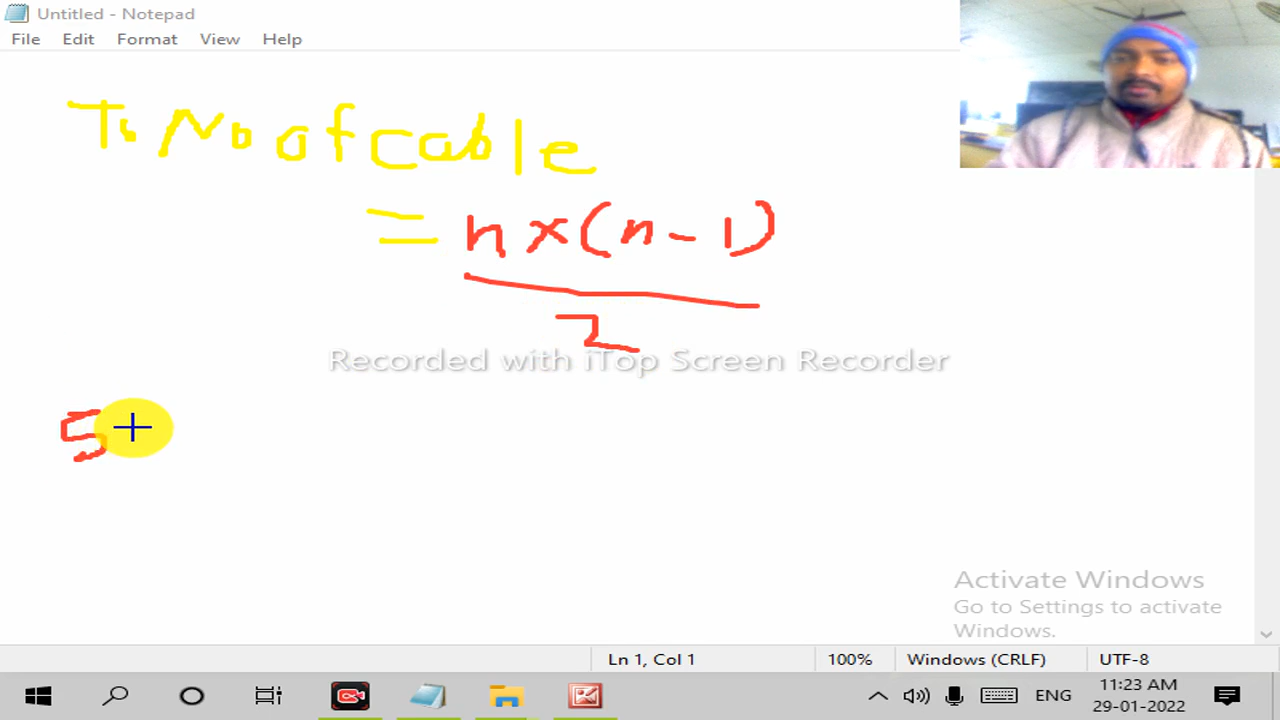 Untitled - Notepad
File Edit Format View Help
T. No of cable
= n×(n-1)
2
Recorded with iTop Screen Recorder
5
Activate Windows
Go to Settings to activate
Windows.
Ln 1, Col 1 100% Windows (CRLF) UTF-8
ENG 11:23 AM
29-01-2022